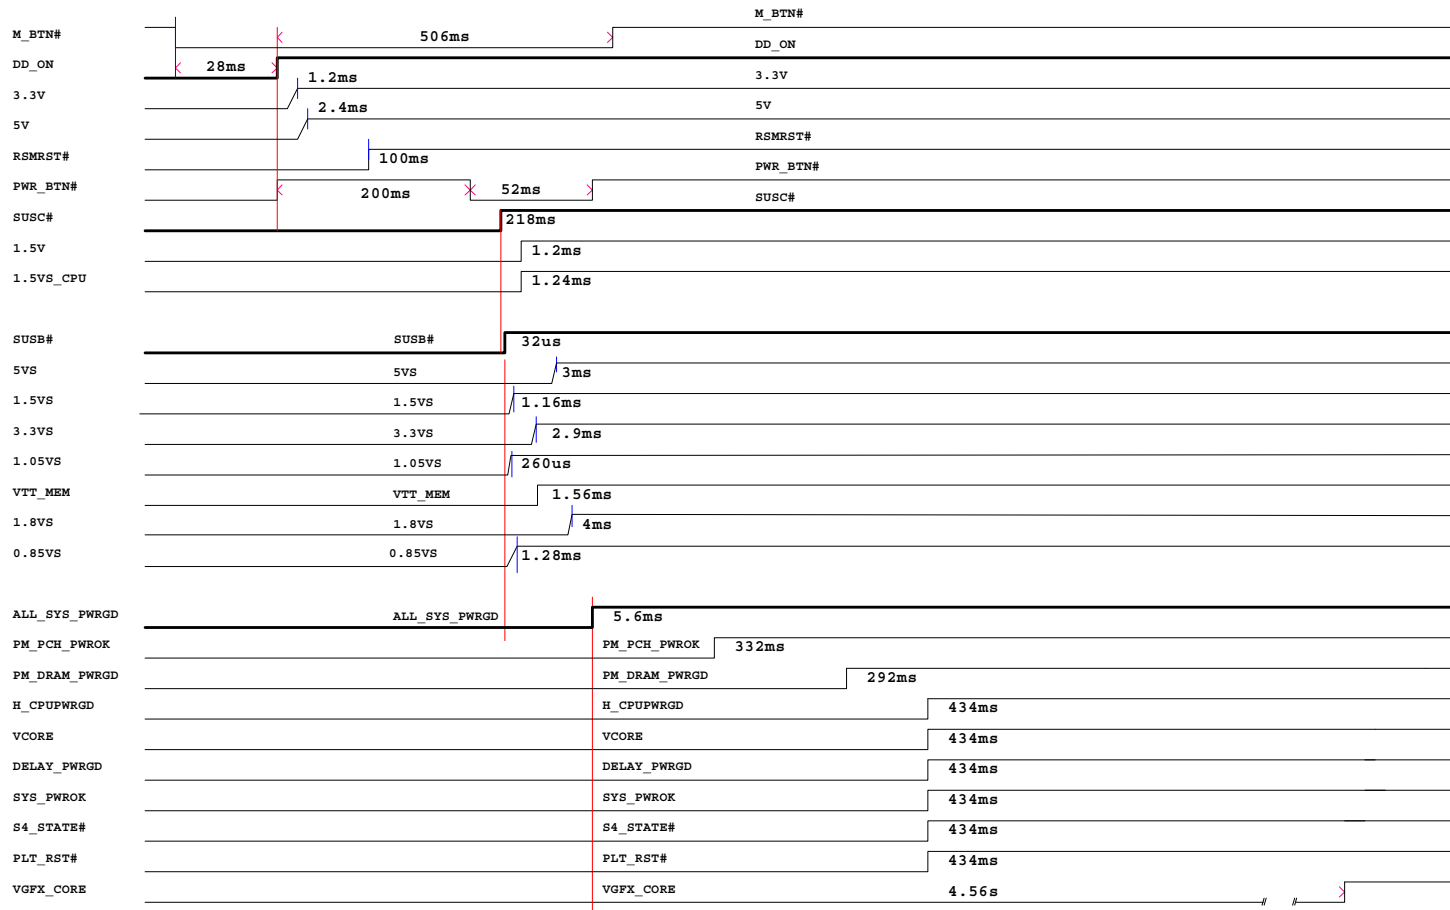 M_BTN#
M_BTN# 506ms
DD_ON
DD_ON 28ms
3.3V
1.2ms
3.3V
5V
2.4ms
5V
RSMRST#
RSMRST# 100ms
PWR_BTN#
PWR_BTN# 200ms 52ms
SUSC#
SUSC# 218ms
1.5V 1.2ms
1.5VS_CPU 1.24ms
SUSB# SUSB# 32us
5VS 5VS 3ms
1.5VS 1.5VS 1.16ms
3.3VS 3.3VS 2.9ms
1.05VS 1.05VS 260us
VTT_MEM VTT_MEM 1.56ms
1.8VS 1.8VS 4ms
0.85VS 0.85VS 1.28ms
ALL_SYS_PWRGD ALL_SYS_PWRGD 5.6ms
PM_PCH_PWROK PM_PCH_PWROK 332ms
PM_DRAM_PWRGD PM_DRAM_PWRGD 292ms
H_CPUPWRGD H_CPUPWRGD 434ms
VCORE VCORE 434ms
DELAY_PWRGD DELAY_PWRGD 434ms
SYS_PWROK SYS_PWROK 434ms
S4_STATE# S4_STATE# 434ms
PLT_RST# PLT_RST# 434ms
VGFX_CORE VGFX_CORE 4.56s